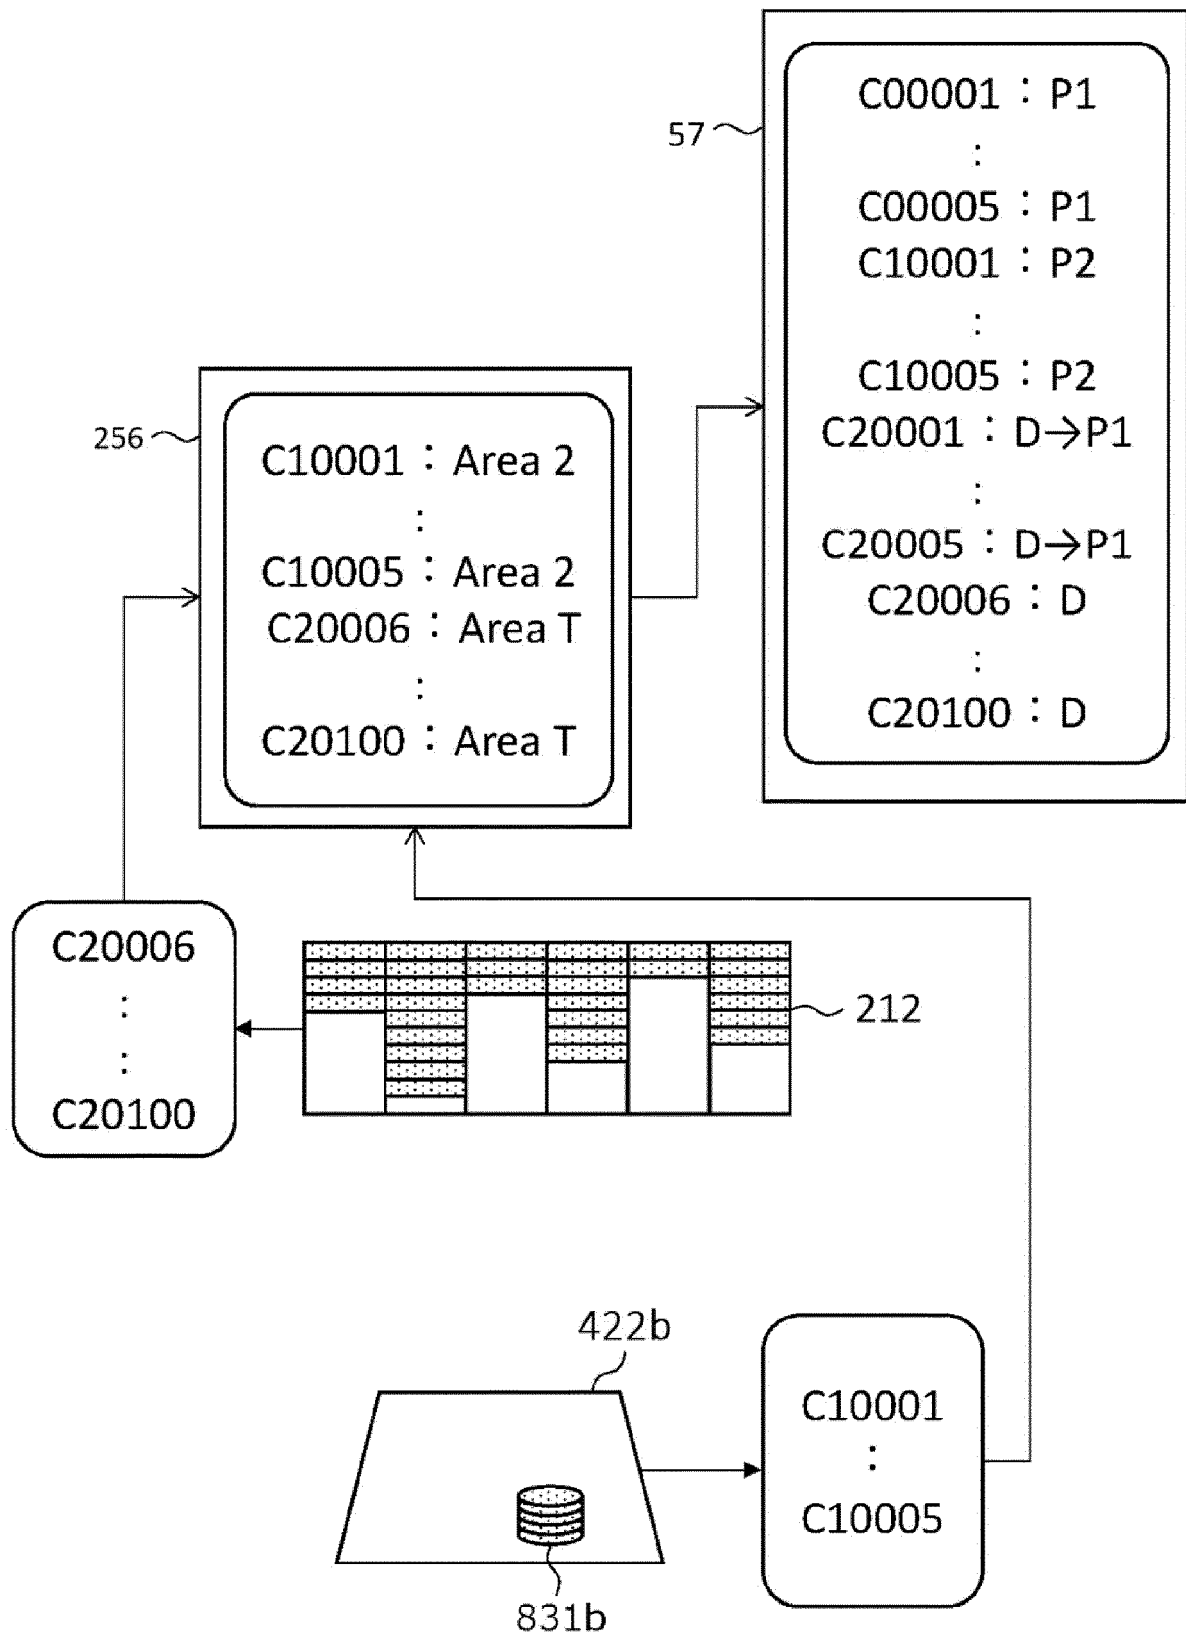 57
C00001 : P1
:
C00005 : P1
C10001 : P2
:
C10005 : P2
C20001 : D→P1
:
C20005 : D→P1
C20006 : D
:
C20100 : D
256
C10001 : Area 2
:
C10005 : Area 2
C20006 : Area T
:
C20100 : Area T
C20006
:
:
C20100
212
422b
831b
C10001
:
C10005